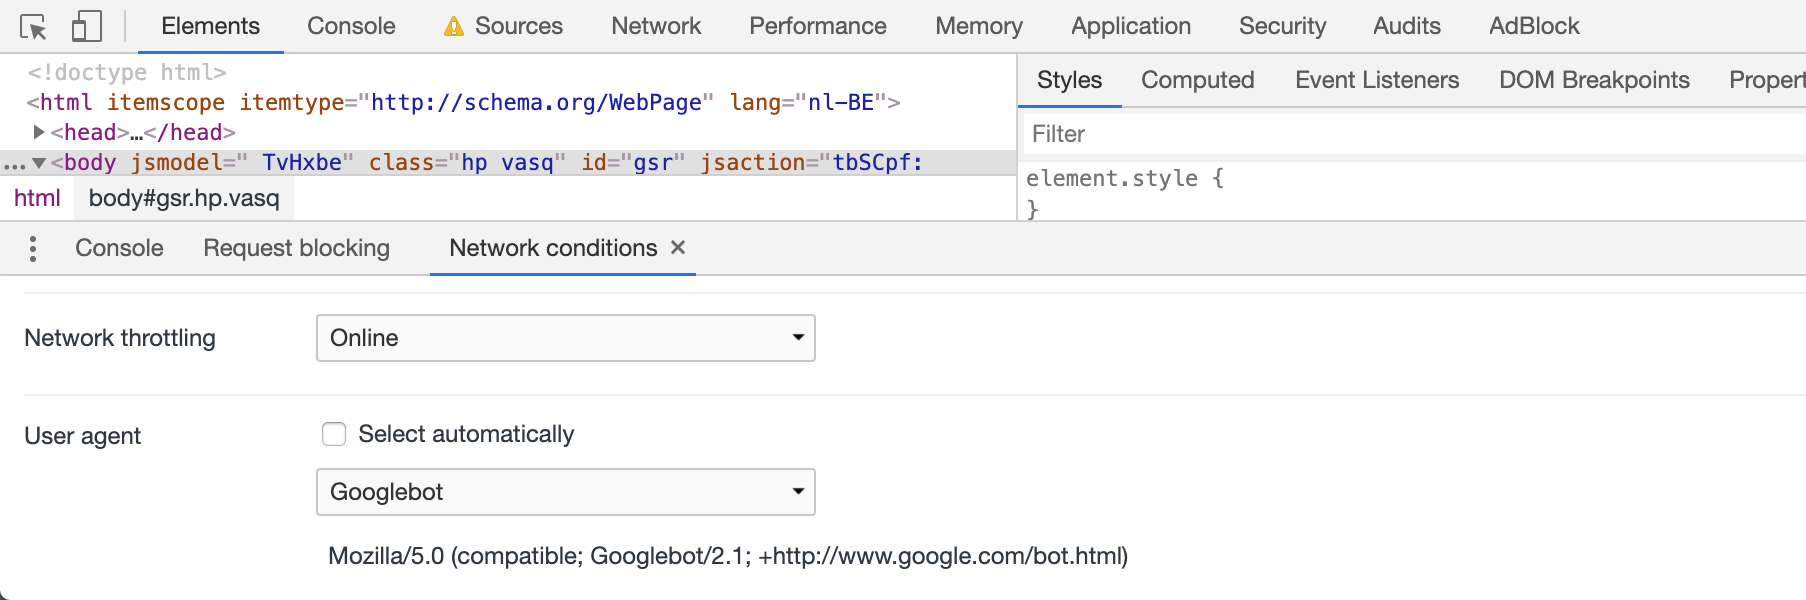 Elements Console Sources Network Performance Memory Application Security Audits AdBlock
<!doctype html>
<html itemscope itemtype="http://schema.org/WebPage" lang="nl-BE">
<head>…</head>
...<body jsmodel=" TvHxbe" class="hp vasq" id="gsr" jsaction="tbSCpf:
html body#gsr.hp.vasq
Styles Computed Event Listeners DOM Breakpoints Propert
Filter
element.style {
}
Console Request blocking Network conditions ×
Network throttling Online
User agent Select automatically
Googlebot
Mozilla/5.0 (compatible; Googlebot/2.1; +http://www.google.com/bot.html)